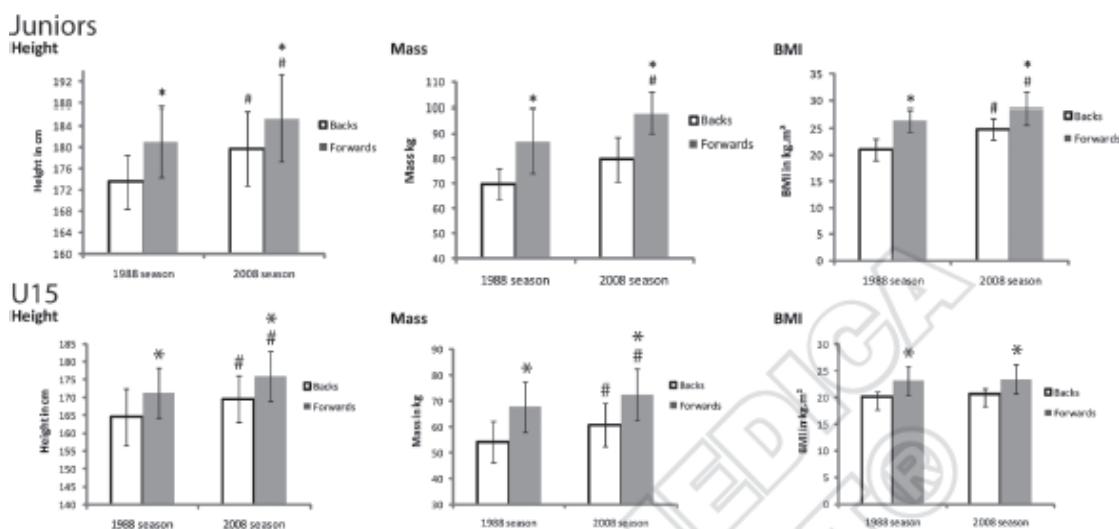 Juniors
Height
192
188
184
180
176
172
168
164
160
Height in cm
*
#
*
#
Backs
Forwards
1988 season
2008 season
Mass
110
100
90
80
70
60
50
40
Mass kg
*
*
#
Backs
Forwards
1988 season
2008 season
BMI
35
30
25
20
15
10
5
0
BMI in kg.m²
*
#
*
#
Backs
Forwards
1988 season
2008 season
U15
Height
185
180
175
170
165
160
155
150
145
140
Height in cm
*
#
*
#
Backs
Forwards
1988 season
2008 season
Mass
90
80
70
60
50
40
30
Mass in kg
*
#
*
#
Backs
Forwards
1988 season
2008 season
BMI
30
25
20
15
10
5
0
BMI in kg.m²
*
*
Backs
Forwards
1988 season
2008 season
EDICA
®